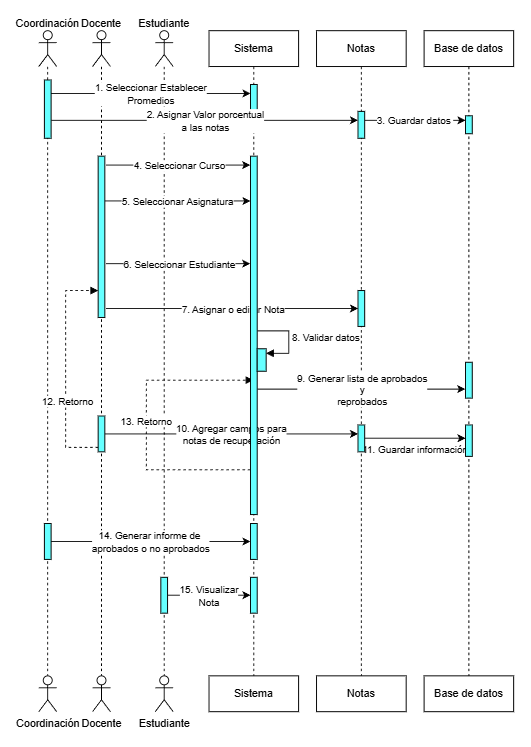 Coordinación Docente Estudiante
Sistema
Notas
Base de datos
1. Seleccionar Establecer
Promedios
2. Asignar Valor porcentual
a las notas
3. Guardar datos
4. Seleccionar Curso
5. Seleccionar Asignatura
6. Seleccionar Estudiante
7. Asignar o editar Nota
8. Validar datos
9. Generar lista de aprobados
y
reprobados
12. Retorno
13. Retorno
10. Agregar campos para
notas de recuperación
11. Guardar información
14. Generar informe de
aprobados o no aprobados
15. Visualizar
Nota
Sistema
Notas
Base de datos
Coordinación Docente Estudiante